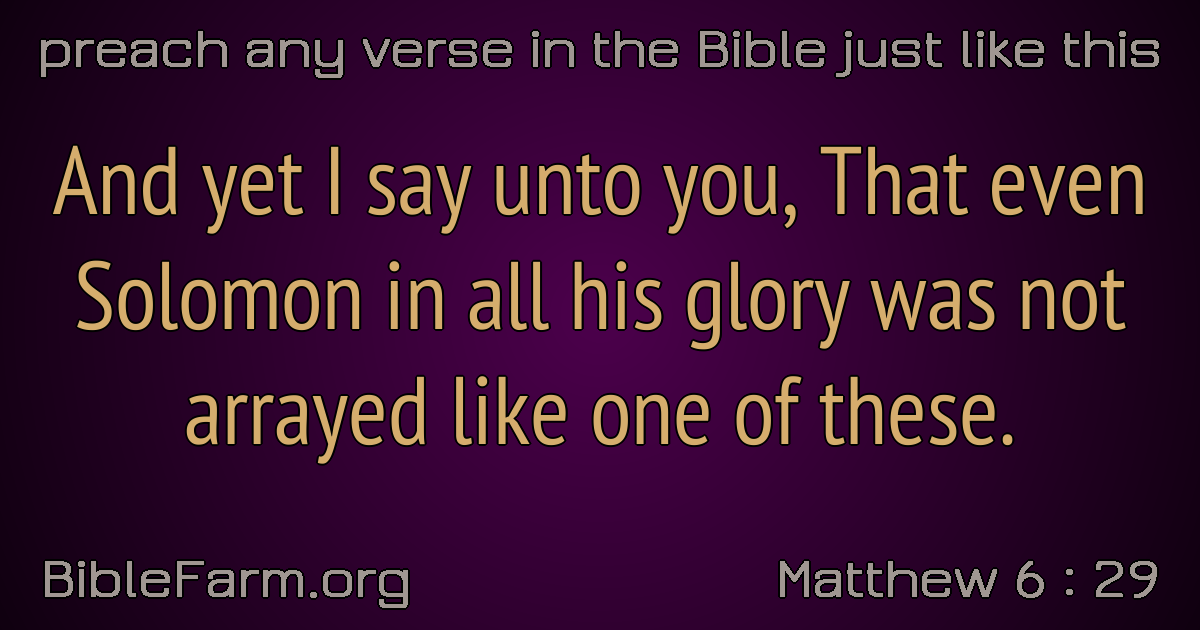 preach any verse in the Bible just like this
And yet I say unto you, That even
Solomon in all his glory was not
arrayed like one of these.
BibleFarm.org
Matthew 6 : 29